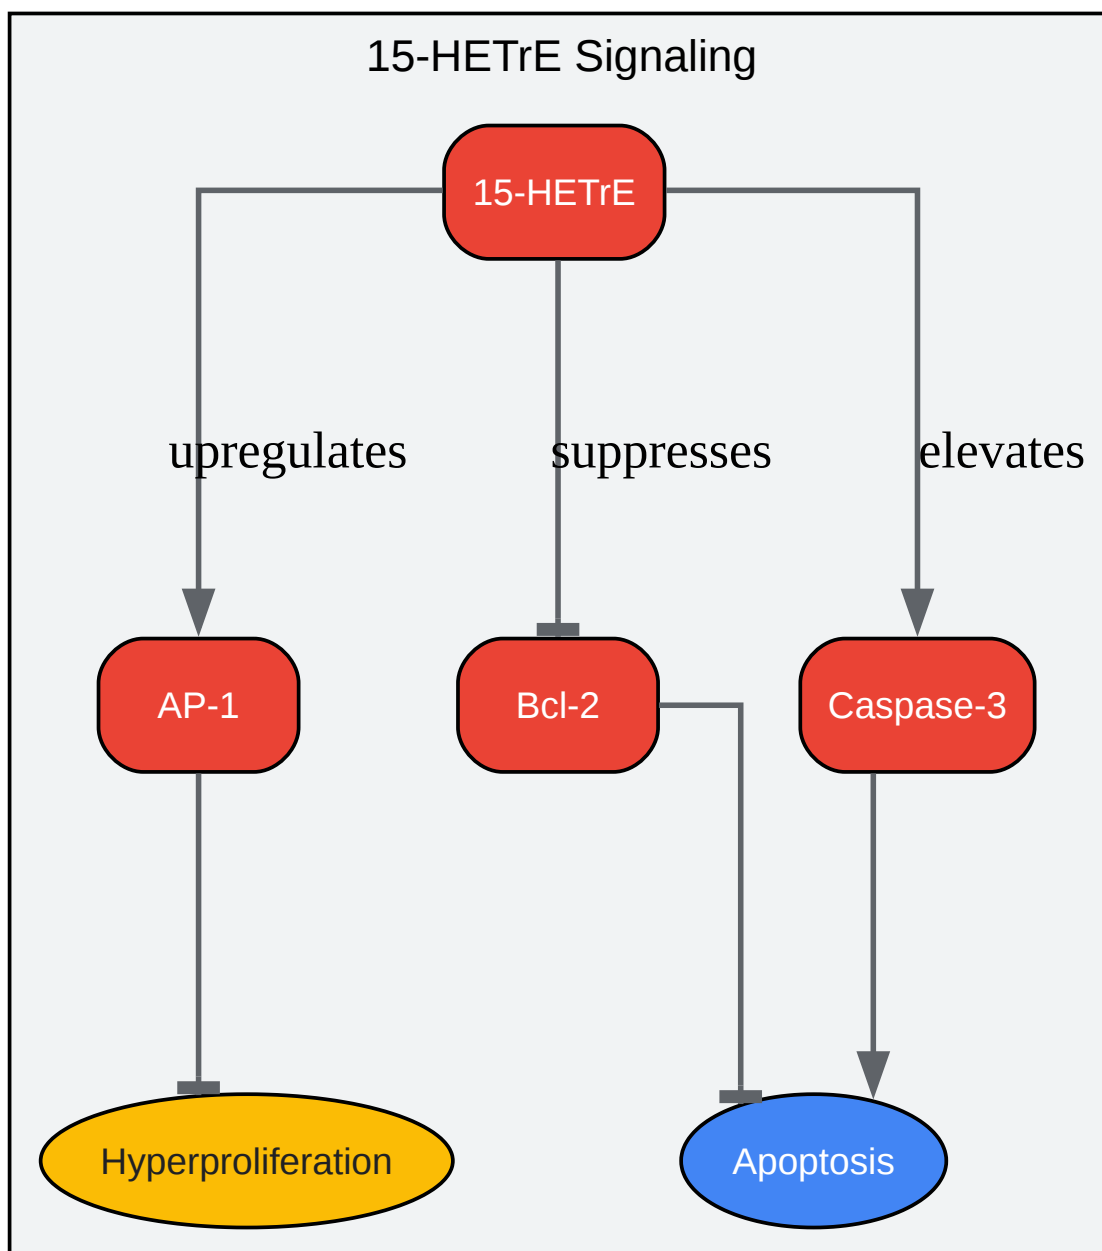 15-HETrE Signaling
15-HETrE
upregulates
suppresses
elevates
AP-1
Bcl-2
Caspase-3
Hyperproliferation
Apoptosis